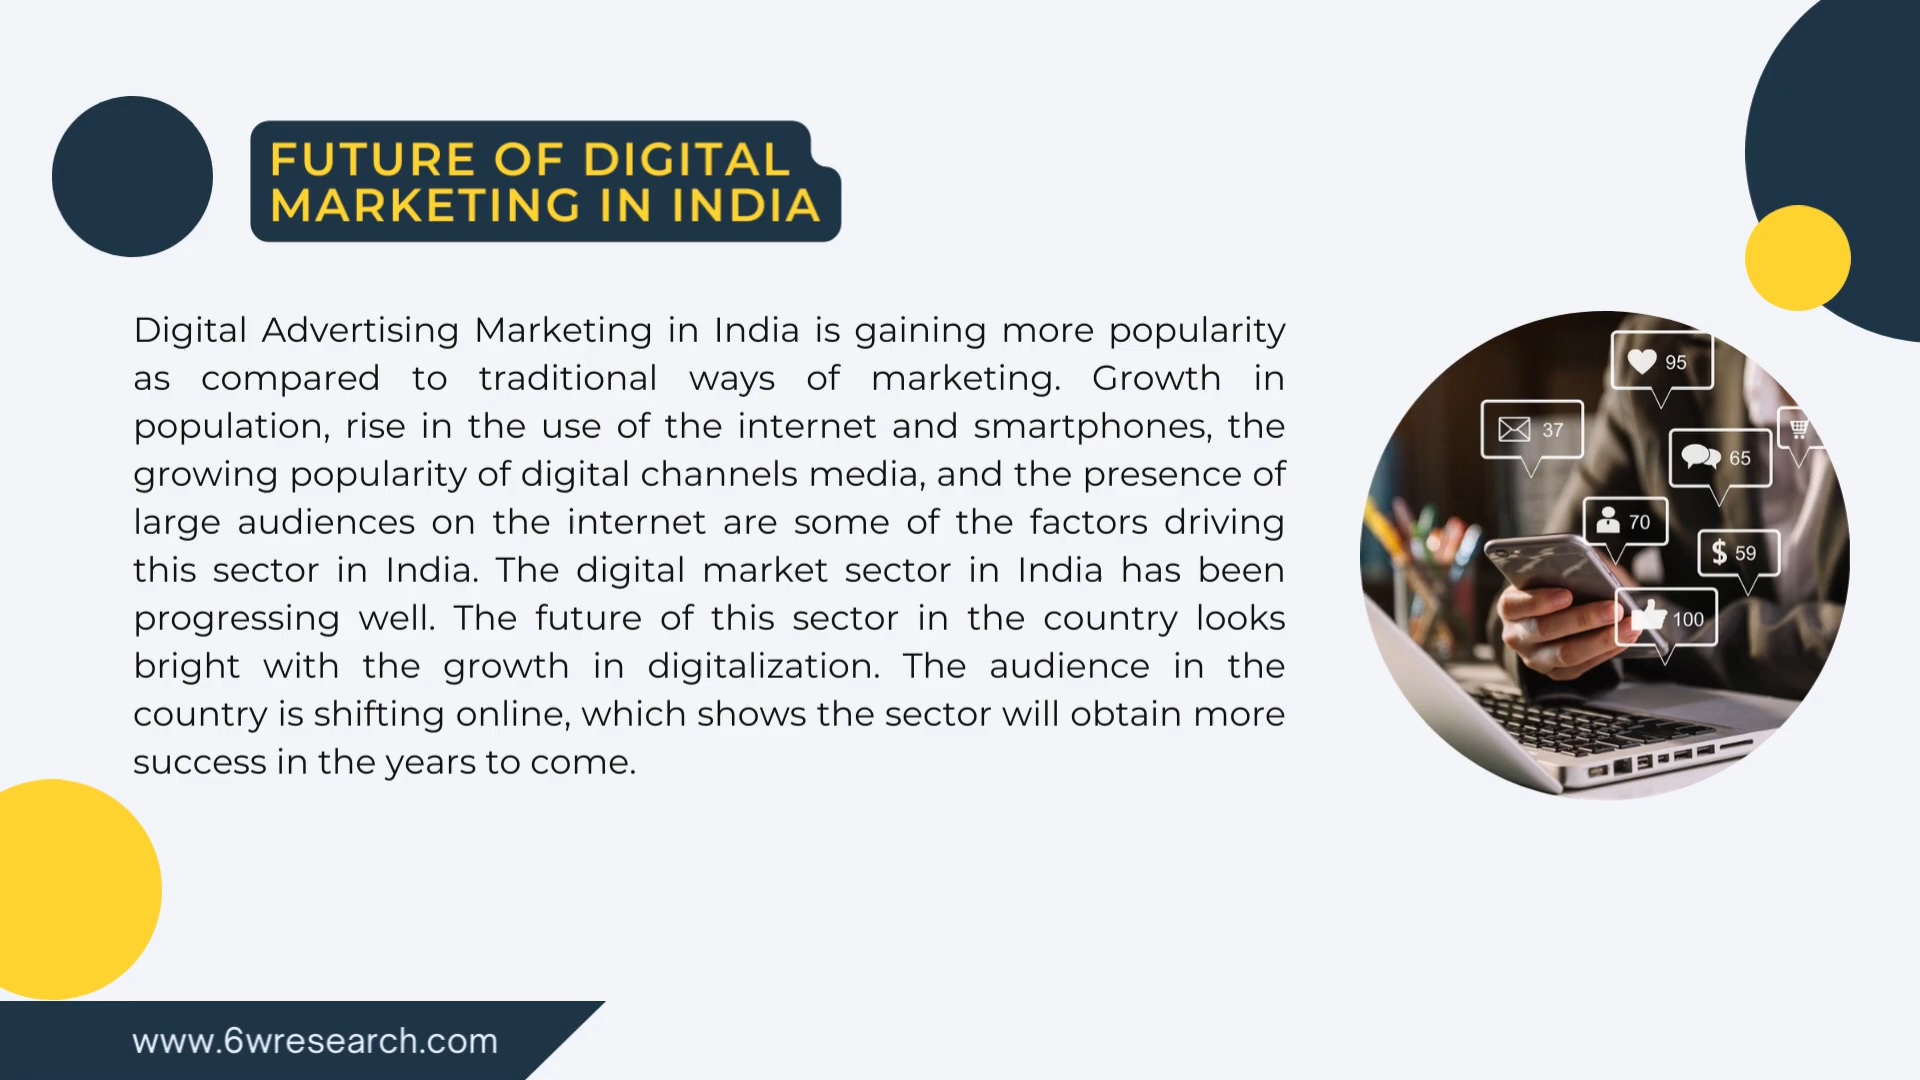 FUTURE OF DIGITAL
MARKETING IN INDIA
Digital Advertising Marketing in India is gaining more popularity
as compared to traditional ways of marketing. Growth in
population, rise in the use of the internet and smartphones, the
growing popularity of digital channels media, and the presence of
large audiences on the internet are some of the factors driving
this sector in India. The digital market sector in India has been
progressing well. The future of this sector in the country looks
bright with the growth in digitalization. The audience in the
country is shifting online, which shows the sector will obtain more
success in the years to come.
95
37
65
70
$ 59
100
www.6wresearch.com